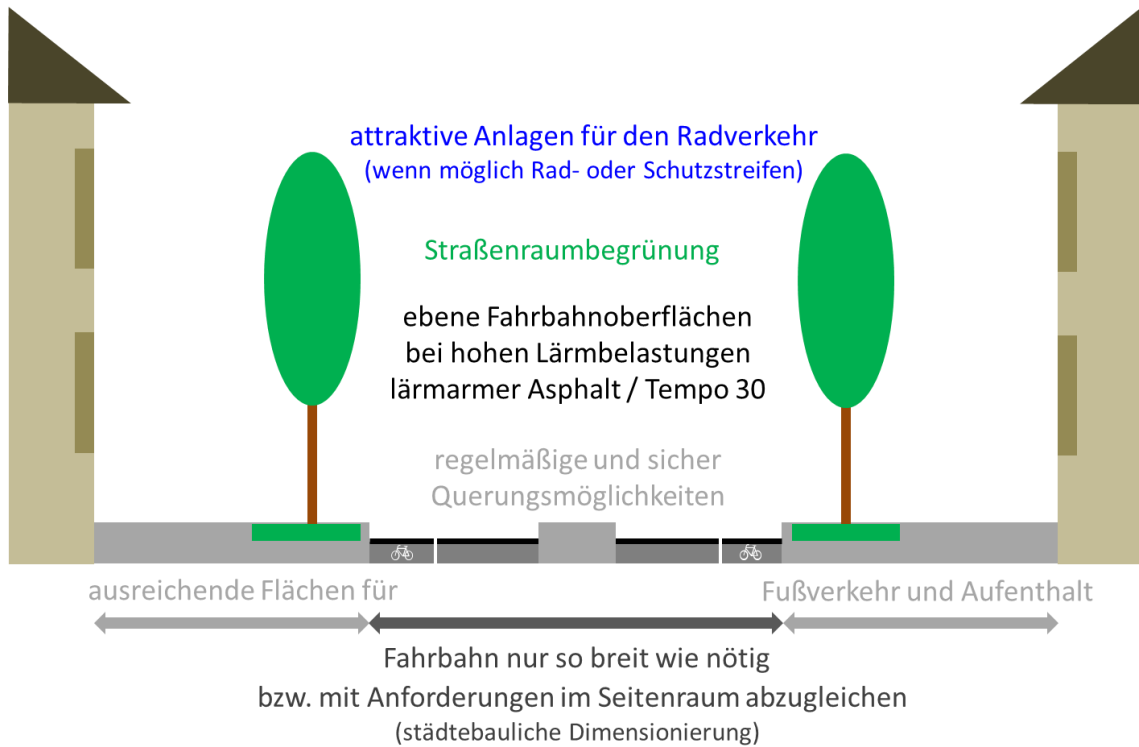 attraktive Anlagen für den Radverkehr
(wenn möglich Rad- oder Schutzstreifen)
Straßenraumbegrünung
ebene Fahrbahnoberflächen
bei hohen Lärmbelastungen
lärmarmer Asphalt / Tempo 30
regelmäßige und sicher
Querungsmöglichkeiten
ausreichende Flächen für
Fußverkehr und Aufenthalt
Fahrbahn nur so breit wie nötig
bzw. mit Anforderungen im Seitenraum abzugleichen
(städtebauliche Dimensionierung)